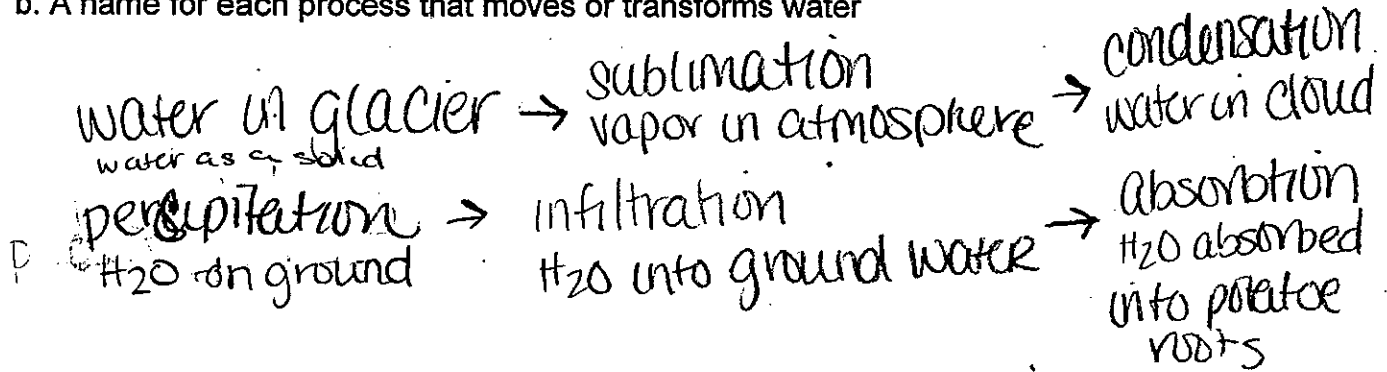 b. A name for each process that moves or transforms water
water in glacier → sublimation → condensation
water as a solid vapor in atmosphere water in cloud
percipitation → infiltration → absorbtion
H2O on ground H2O into ground water H2O absorbed
into potatoe
roots